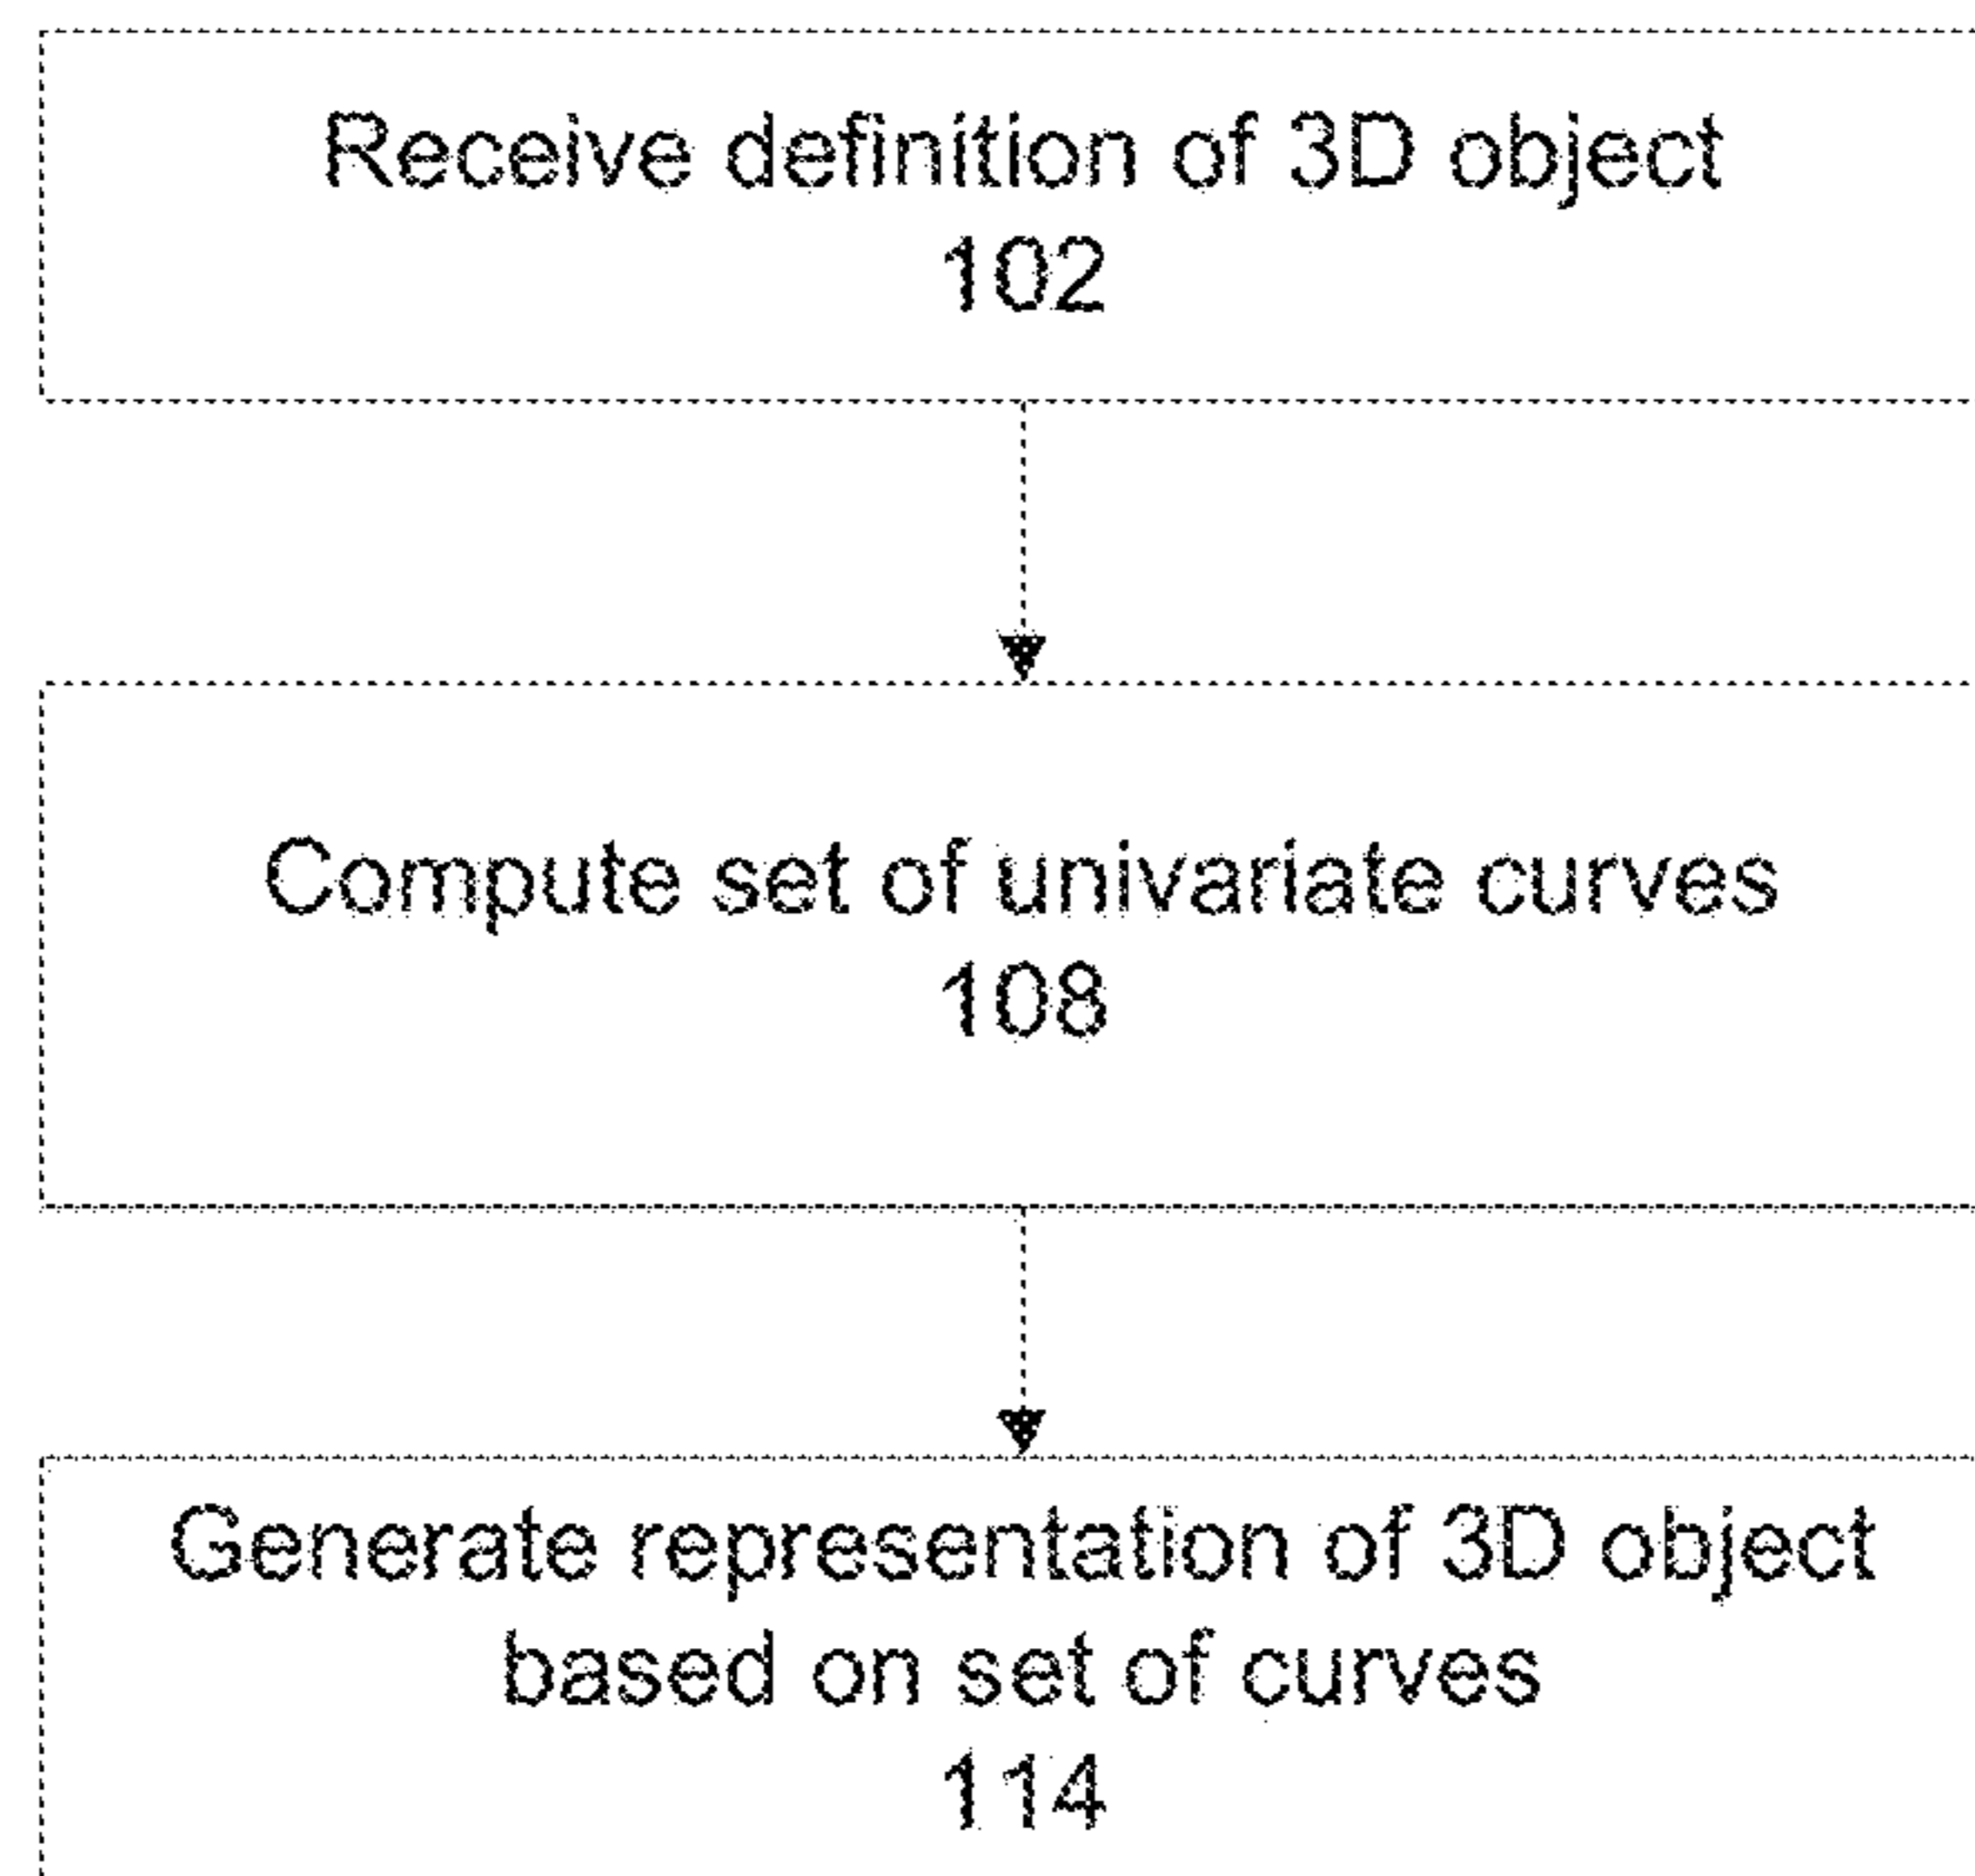 Receive definition of 3D object
102
Compute set of univariate curves
108
Generate representation of 3D object
based on set of curves
114